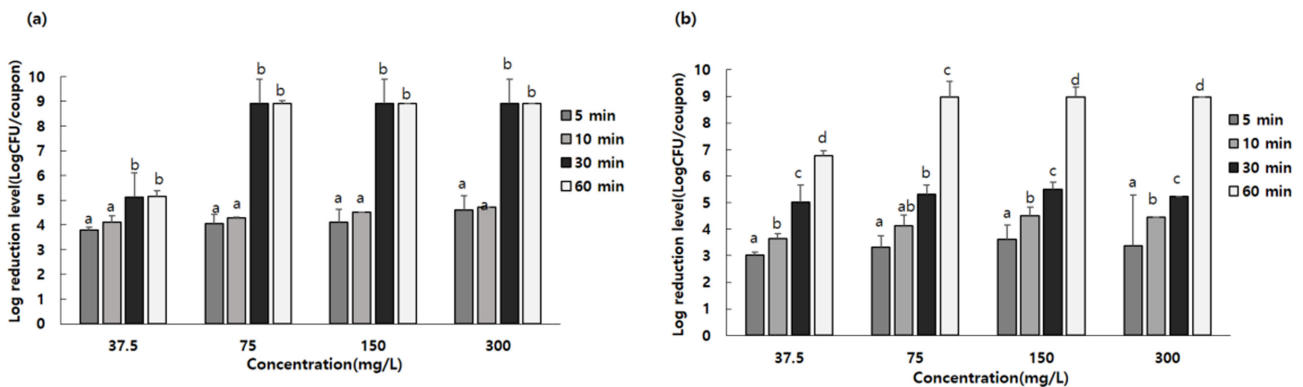 (a)
Log reduction level(LogCFU/coupon)
10
9
8
7
6
5
4
3
2
1
0
a a b b
a a b b
a a b b
a a b b
37.5 75 150 300
Concentration(mg/L)
5 min
10 min
30 min
60 min
(b)
Log reduction level(LogCFU/coupon)
10
9
8
7
6
5
4
3
2
1
0
a b c d
a ab b c
a b c d
a b c d
37.5 75 150 300
Concentration(mg/L)
5 min
10 min
30 min
60 min